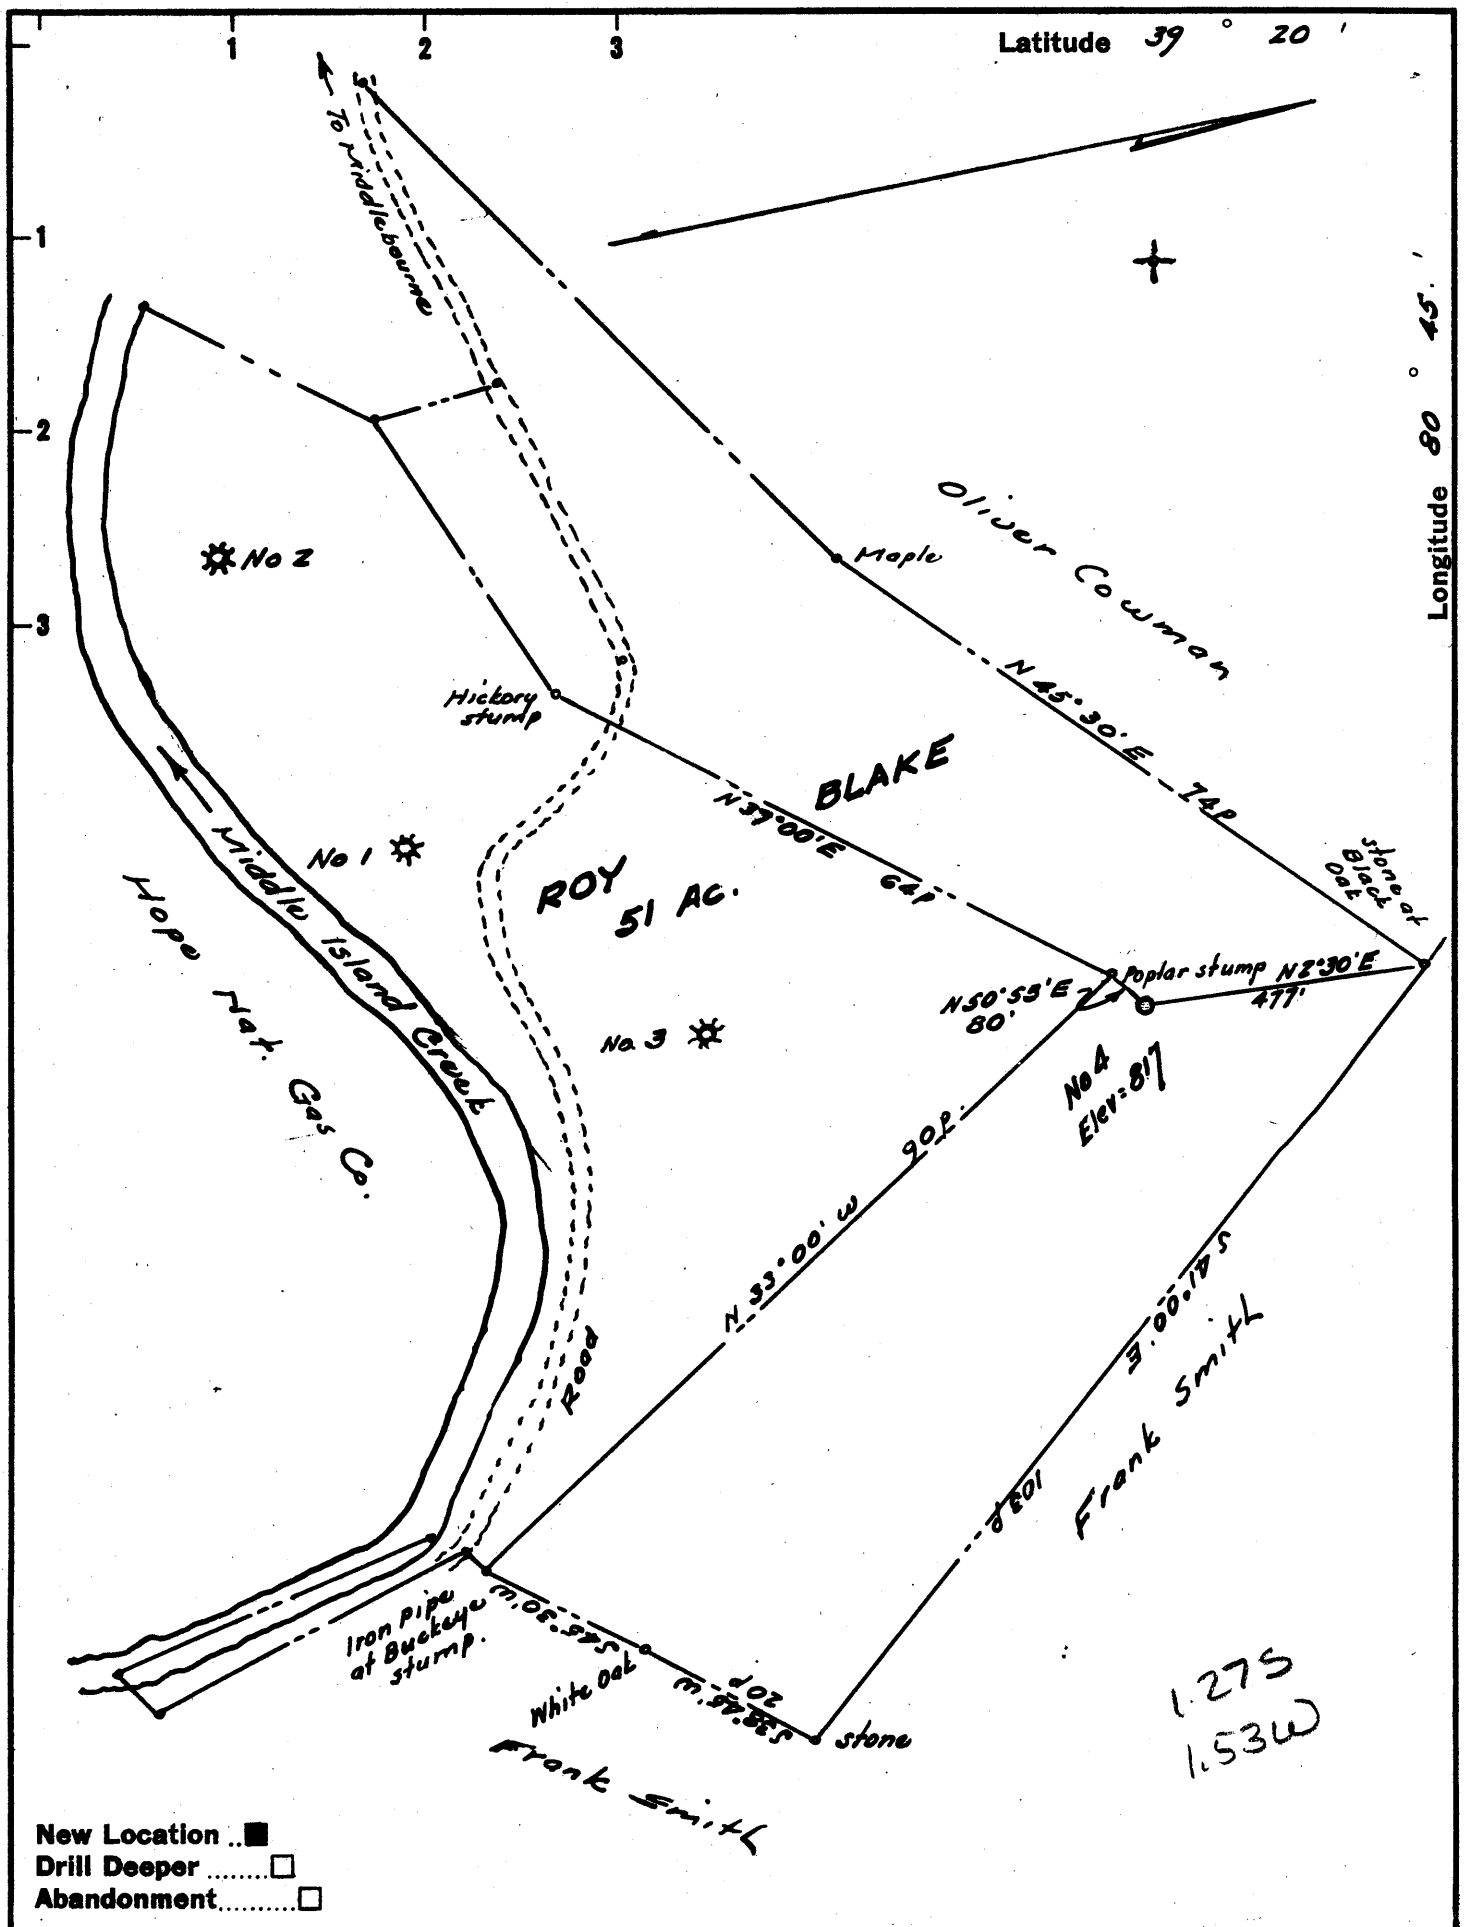 1 2 3
Latitude 39 ° 20 '
1
2
3
Longitude 80 ° 45 '
To Middlebourne
No 2
Maple
Oliver Cowman
Hickory
stump
N 45° 30' E
74P
BLAKE
N 37° 00' E
64P
stone at
Black
Oak
No 1
ROY
51 AC.
Middle Island Creek
Hope Nat. Gas Co.
Poplar stump
N 2° 30' E
477'
N 50° 55' E
80'
No. 3
No 4
Elev = 817
90P.
N 33° 00' W
S 41° 00' E
103P
Frank Smith
Road
Iron pipe
at Buckeye
stump.
S 45° 30' W
White Oak
20P
S 38° 45' W
stone
Frank Smith
1.27S
1.53W
New Location ..
Drill Deeper ........
Abandonment ..........